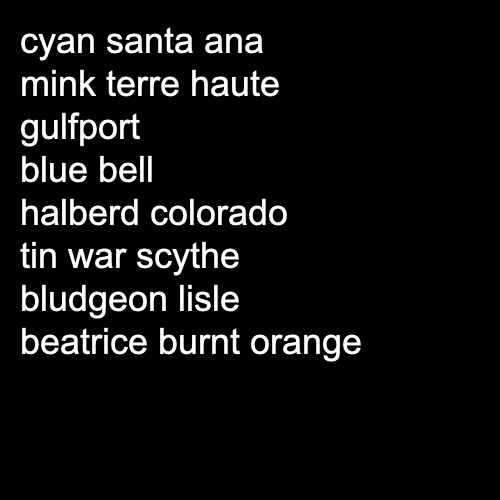 cyan santa ana
mink terre haute
gulfport
blue bell
halberd colorado
tin war scythe
bludgeon lisle
beatrice burnt orange